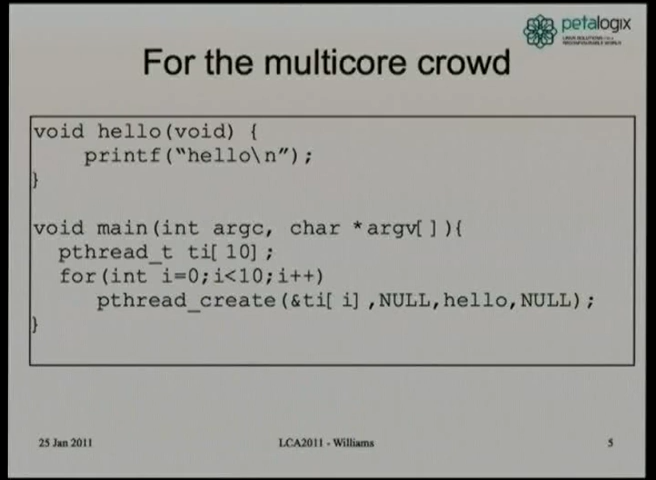 petalogix
For the multicore crowd
void hello(void) {
printf("hello\n");
}
void main(int argc, char *argv[]){
pthread_t ti[10];
for(int i=0;i<10;i++)
pthread_create(&ti[i],NULL,hello,NULL);
}
25 Jan 2011
LCA2011 - Williams
5